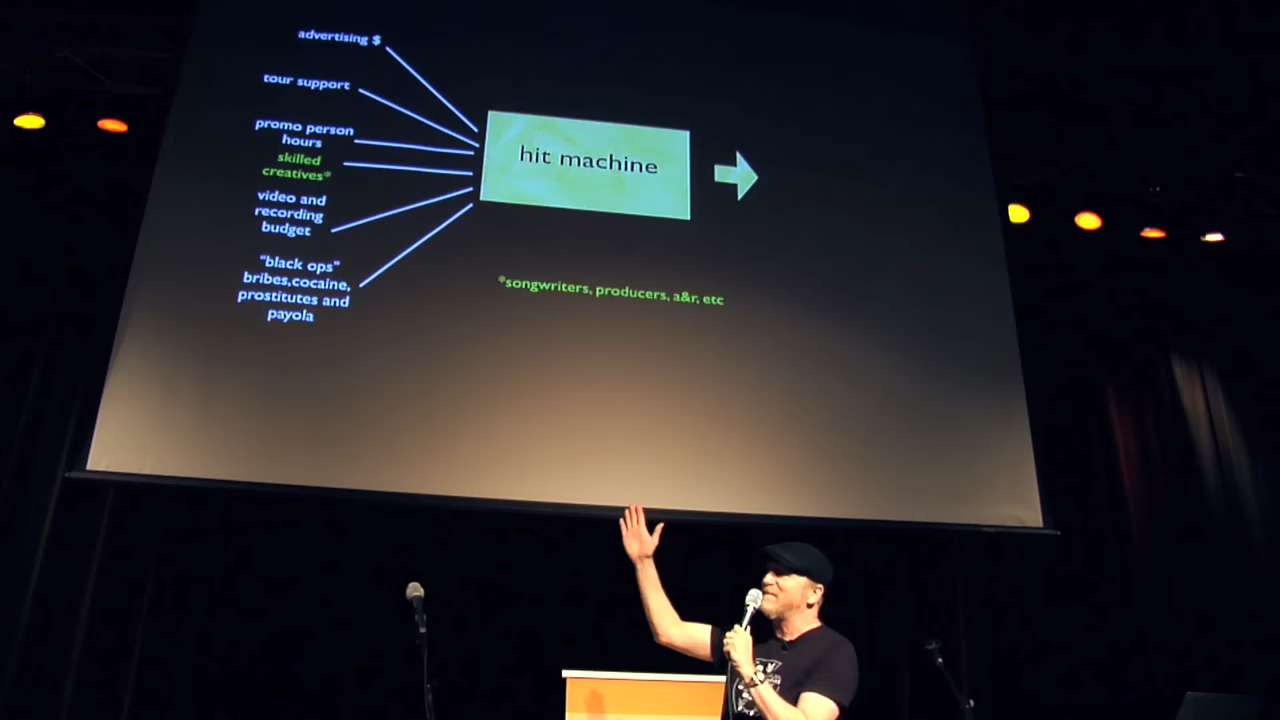 advertising $
tour support
promo person
hours
skilled
creatives*
video and
recording
budget
"black ops"
bribes,cocaine,
prostitutes and
payola
hit machine
*songwriters, producers, a&r, etc